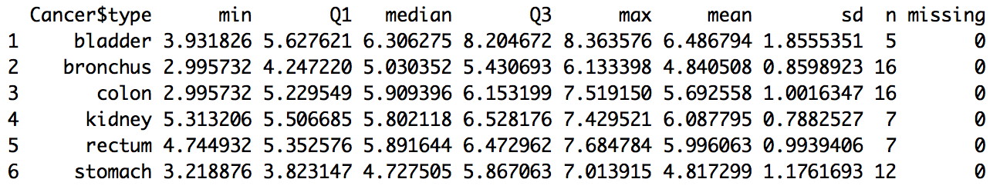 Cancer$type min Q1 median Q3 max mean sd n missing
1 bladder 3.931826 5.627621 6.306275 8.204672 8.363576 6.486794 1.8555351 5 0
2 bronchus 2.995732 4.247220 5.030352 5.430693 6.133398 4.840508 0.8598923 16 0
3 colon 2.995732 5.229549 5.909396 6.153199 7.519150 5.692558 1.0016347 16 0
4 kidney 5.313206 5.506685 5.802118 6.528176 7.429521 6.087795 0.7882527 7 0
5 rectum 4.744932 5.352576 5.891644 6.472962 7.684784 5.996063 0.9939406 7 0
6 stomach 3.218876 3.823147 4.727505 5.867063 7.013915 4.817299 1.1761693 12 0